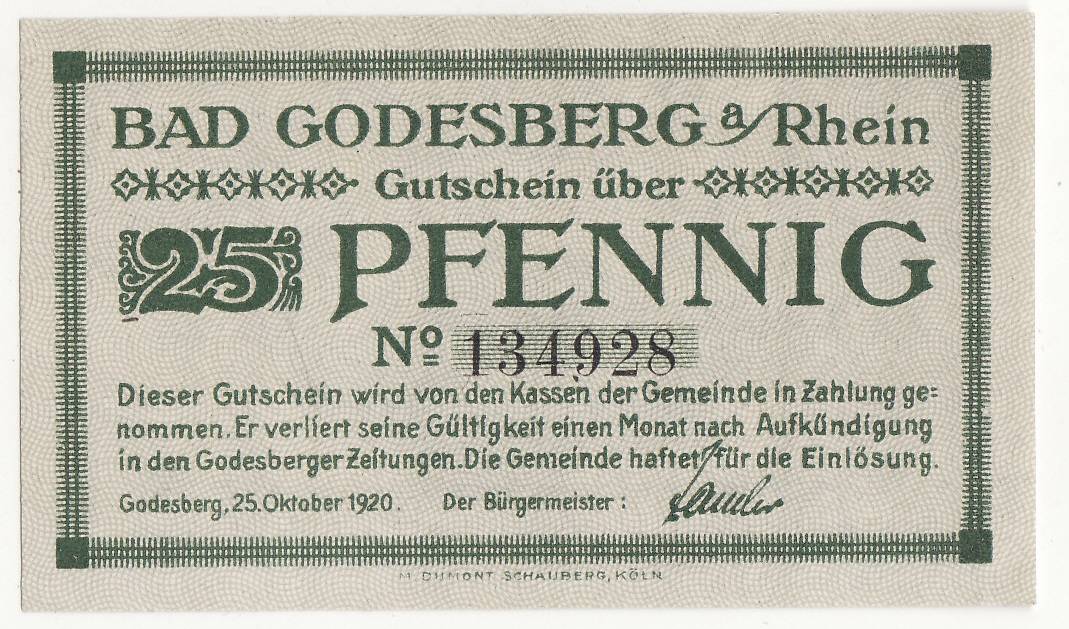 BAD GODESBERG a/Rhein
Gutschein über
25 PFENNIG
No 134928
Dieser Gutschein wird von den Kassen der Gemeinde in Zahlung ge=
nommen. Er verliert seine Gültigkeit einen Monat nach Aufkündigung
in den Godesberger Zeitungen. Die Gemeinde haftet für die Einlösung.
Godesberg, 25. Oktober 1920. Der Bürgermeister :
M. DUMONT SCHAUBERG, KÖLN